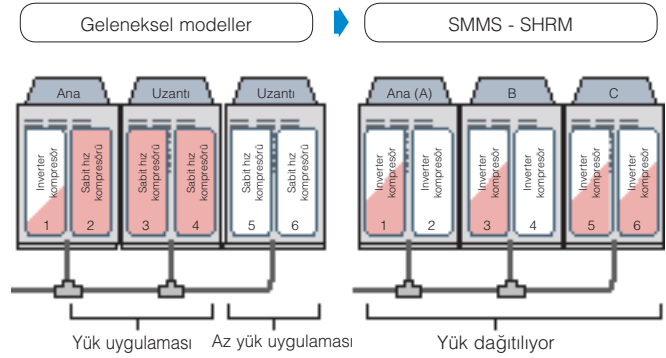 Geleneksel modeller
SMMS - SHRM
Ana
Uzantı
Uzantı
Ana (A)
B
C
Inverter
kompresör
Sabit hız
kompresörü
Sabit hız
kompresörü
Sabit hız
kompresörü
Sabit hız
kompresörü
Sabit hız
kompresörü
Inverter
kompresör
Inverter
kompresör
Inverter
kompresör
Inverter
kompresör
Inverter
kompresör
Inverter
kompresör
1
2
3
4
5
6
1
2
3
4
5
6
Yük uygulaması
Az yük uygulaması
Yük dağıtılıyor